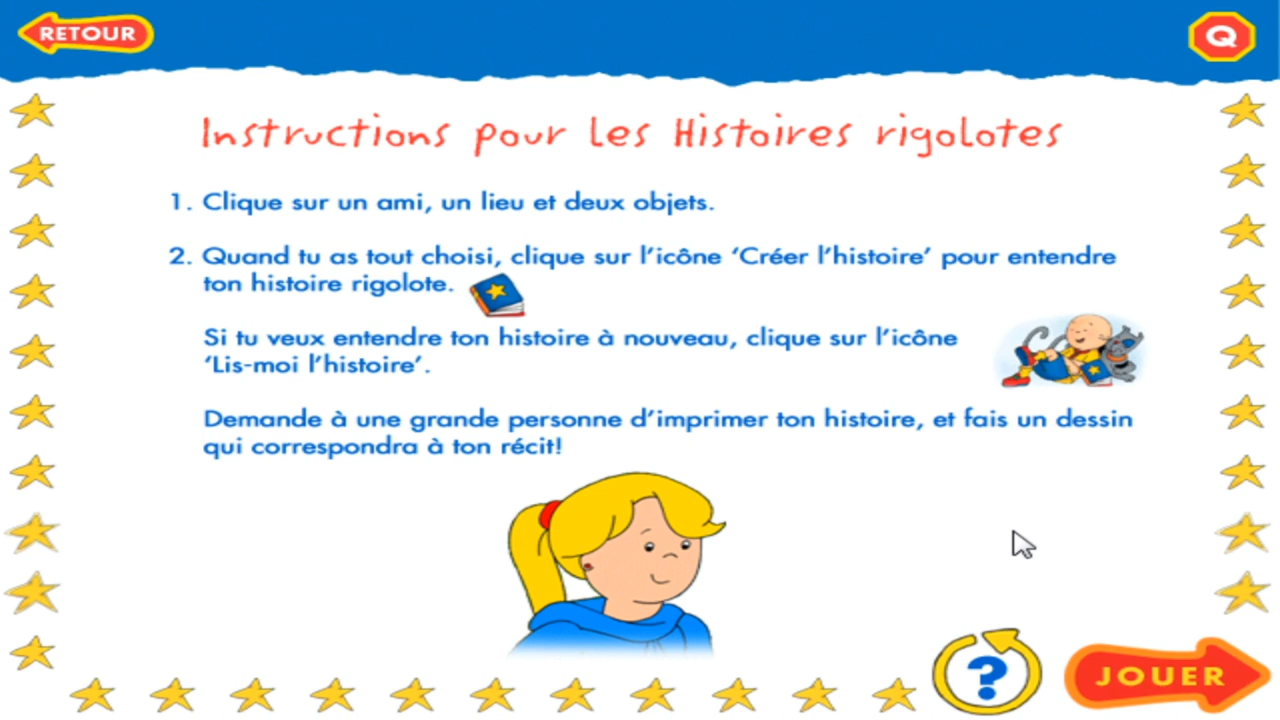 RETOUR
Q
Instructions pour les Histoires rigolotes
1. Clique sur un ami, un lieu et deux objets.
2. Quand tu as tout choisi, clique sur l'icône ‘Créer l'histoire’ pour entendre
ton histoire rigolote.
Si tu veux entendre ton histoire à nouveau, clique sur l'icône
‘Lis-moi l'histoire’.
Demande à une grande personne d'imprimer ton histoire, et fais un dessin
qui correspondra à ton récit!
?
JOUER